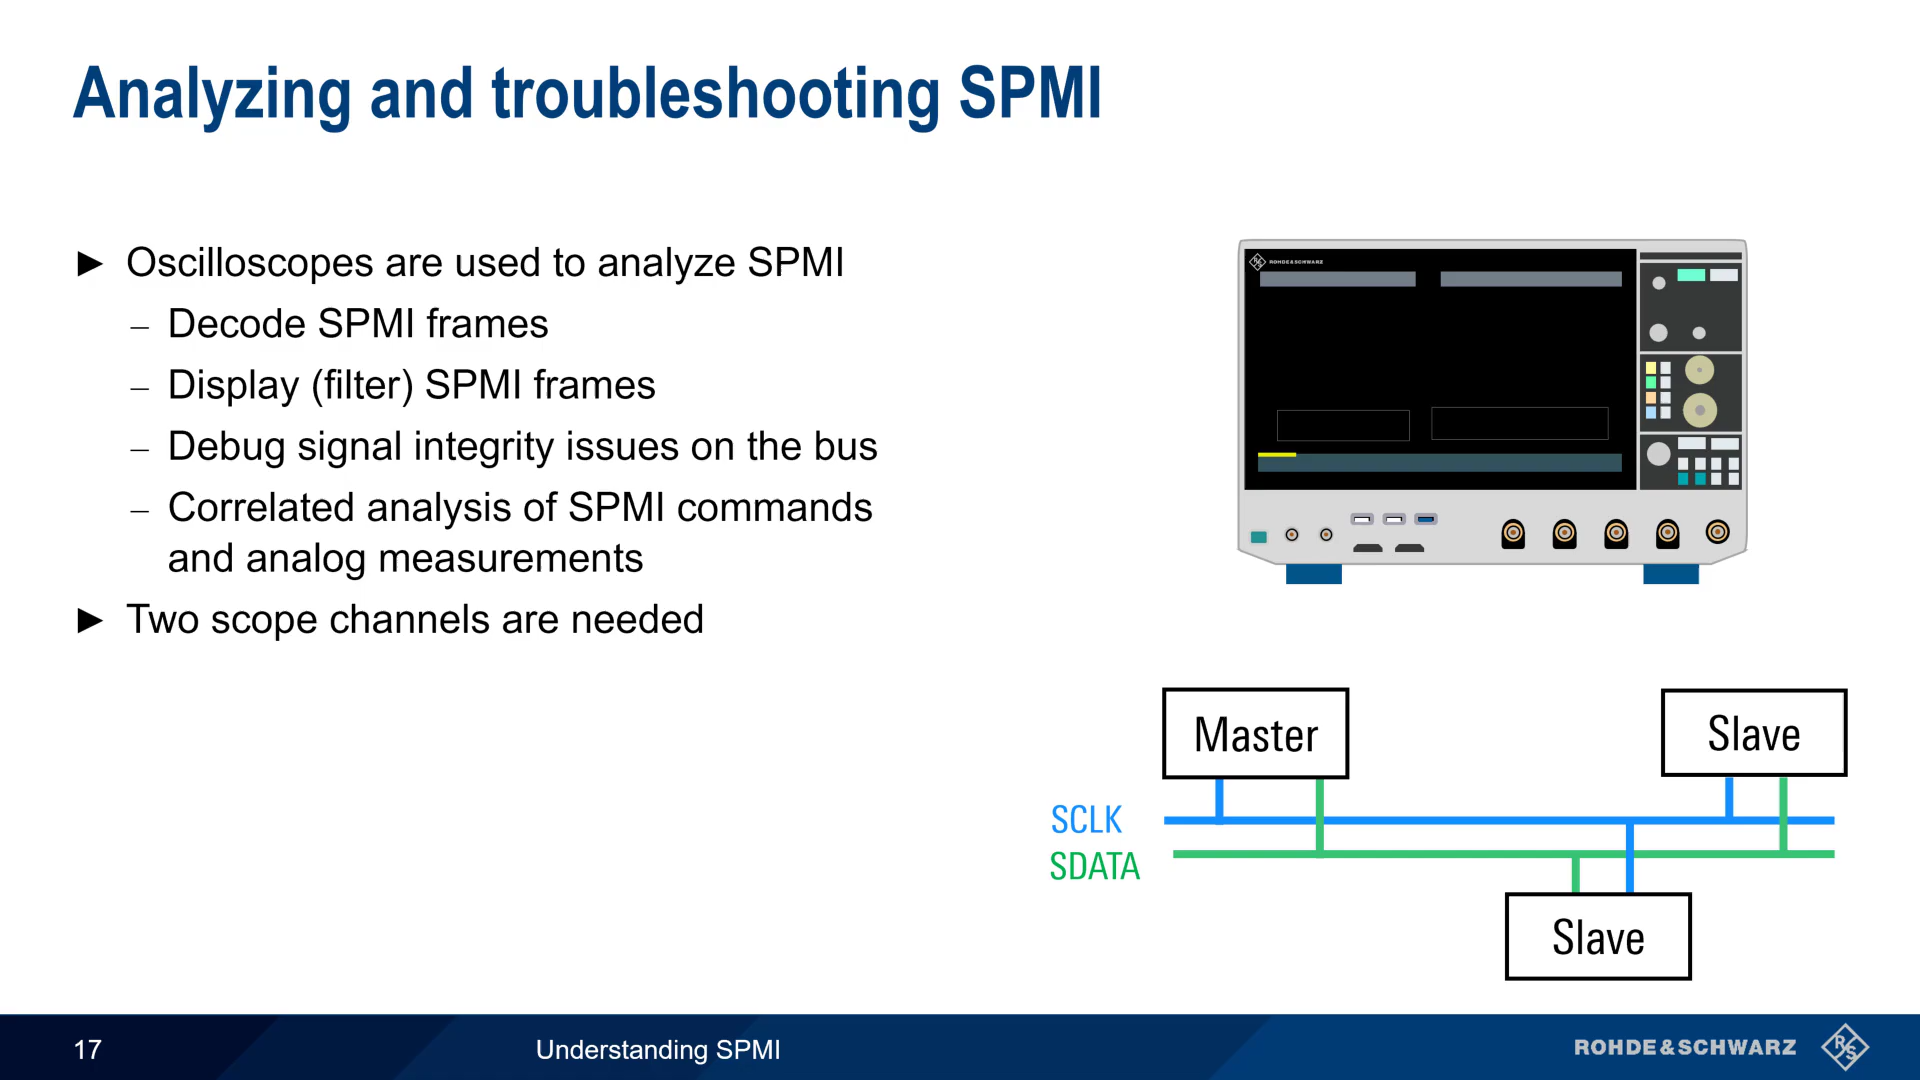 Analyzing and troubleshooting SPMI
► Oscilloscopes are used to analyze SPMI
– Decode SPMI frames
– Display (filter) SPMI frames
– Debug signal integrity issues on the bus
– Correlated analysis of SPMI commands
and analog measurements
► Two scope channels are needed
ROHDE&SCHWARZ
Master
Slave
SCLK
SDATA
Slave
17
Understanding SPMI
ROHDE&SCHWARZ
R&S